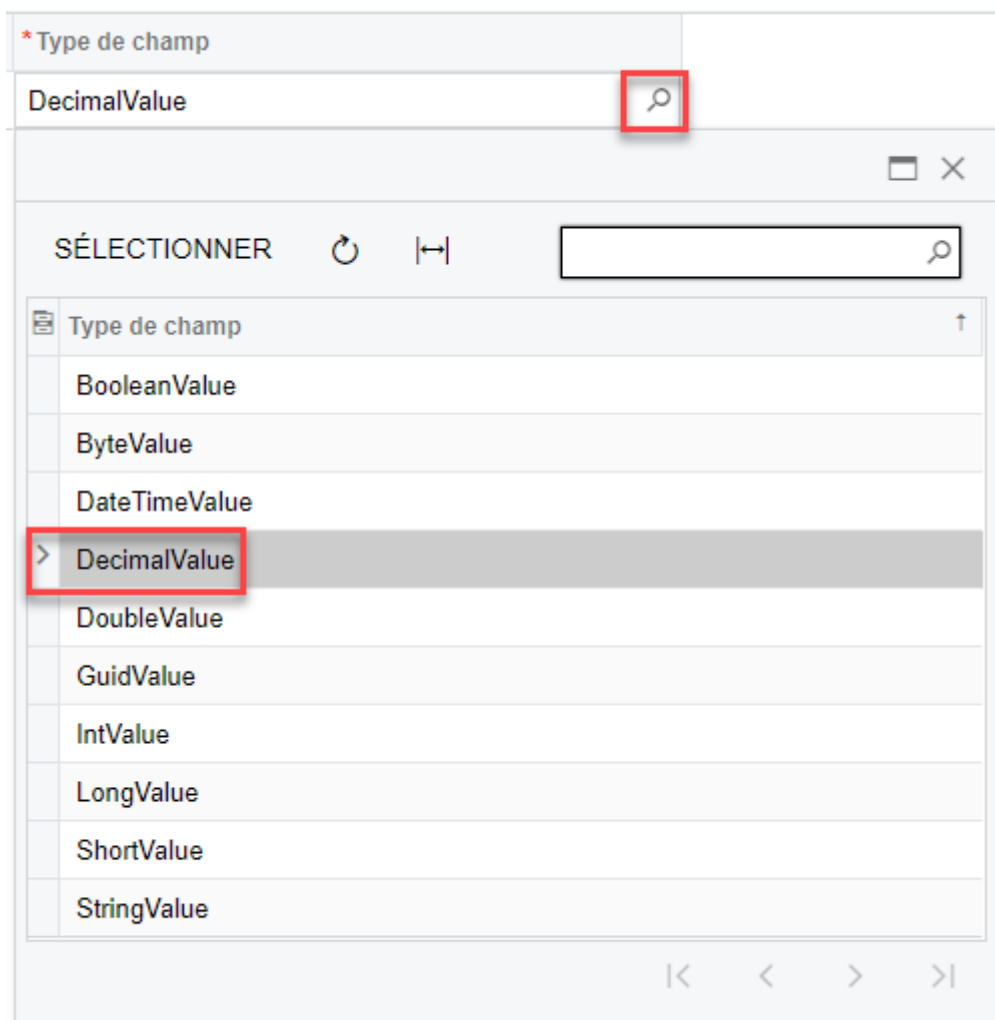 * Type de champ
DecimalValue
SÉLECTIONNER
Type de champ
BooleanValue
ByteValue
DateTimeValue
DecimalValue
DoubleValue
GuidValue
IntValue
LongValue
ShortValue
StringValue